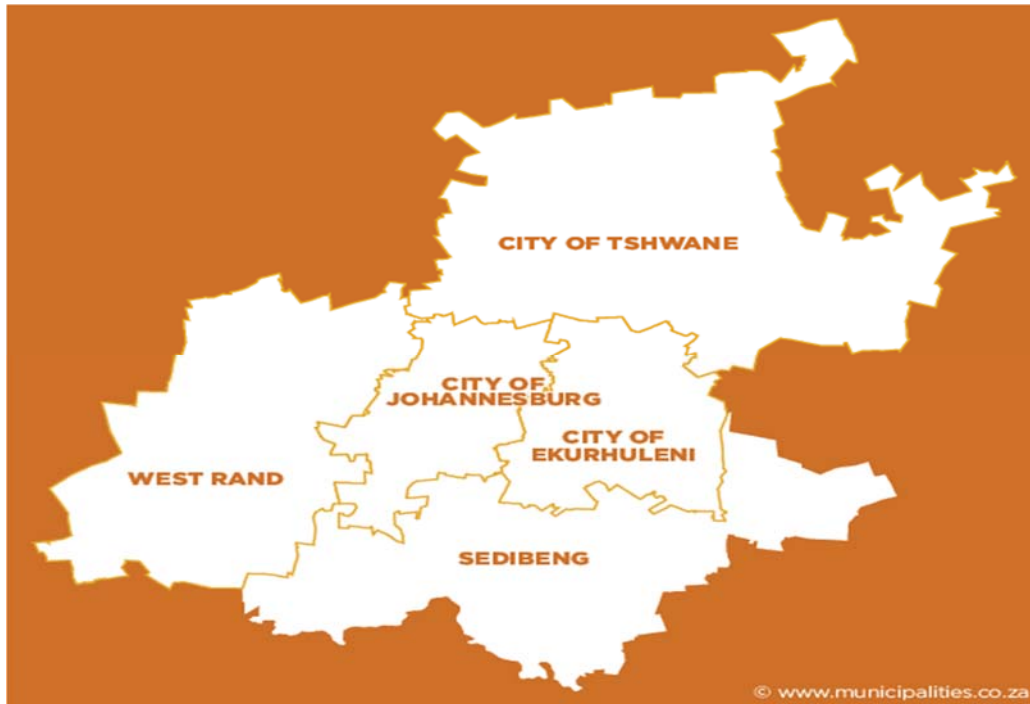 CITY OF TSHWANE
CITY OF
JOHANNESBURG
CITY OF
EKURHULENI
WEST RAND
SEDIBENG
© www.municipalities.co.za